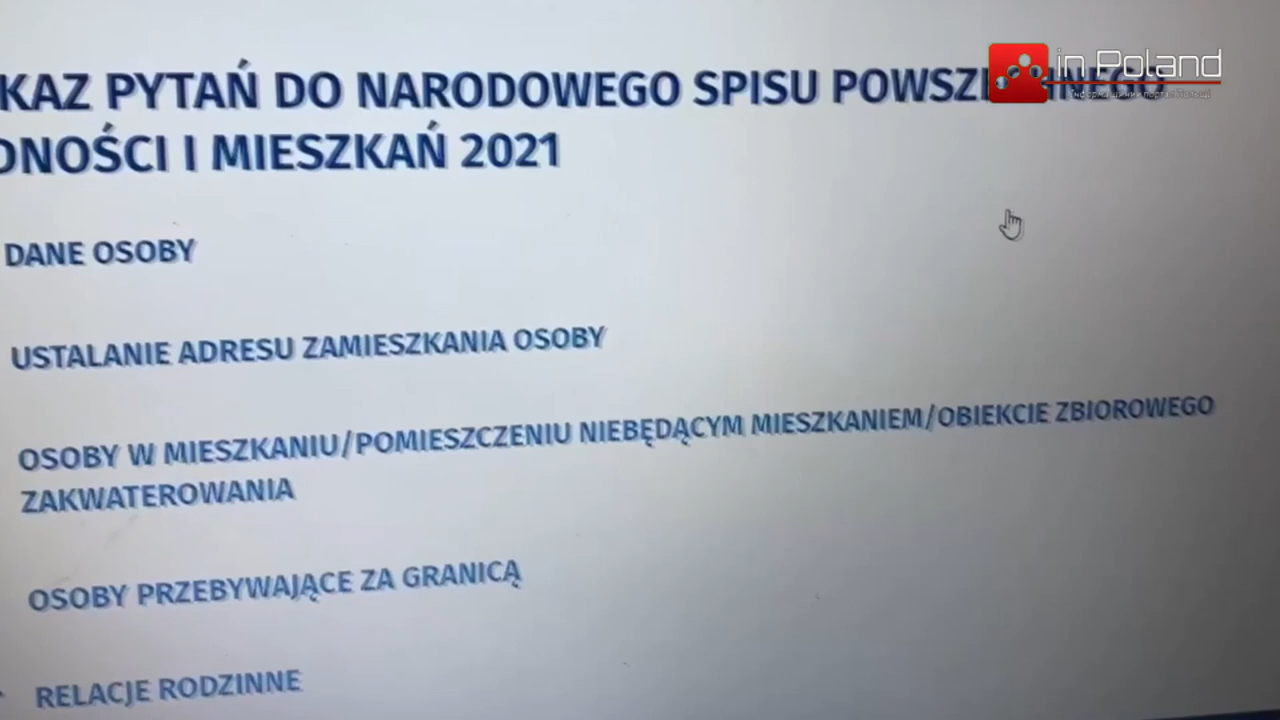 KAZ PYTAŃ DO NARODOWEGO SPISU
DNOŚCI I MIESZKAŃ 2021
in Poland
DANE OSOBY
USTALANIE ADRESU ZAMIESZKANIA OSOBY
OSOBY W MIESZKANIU/POMIESZCZENIU NIEBĘDĄCYM MIESZKANIEM/OBIEKCIE ZBIOROWEGO
ZAKWATEROWANIA
OSOBY PRZEBYWAJĄCE ZA GRANICĄ
RELACJE RODZINNE